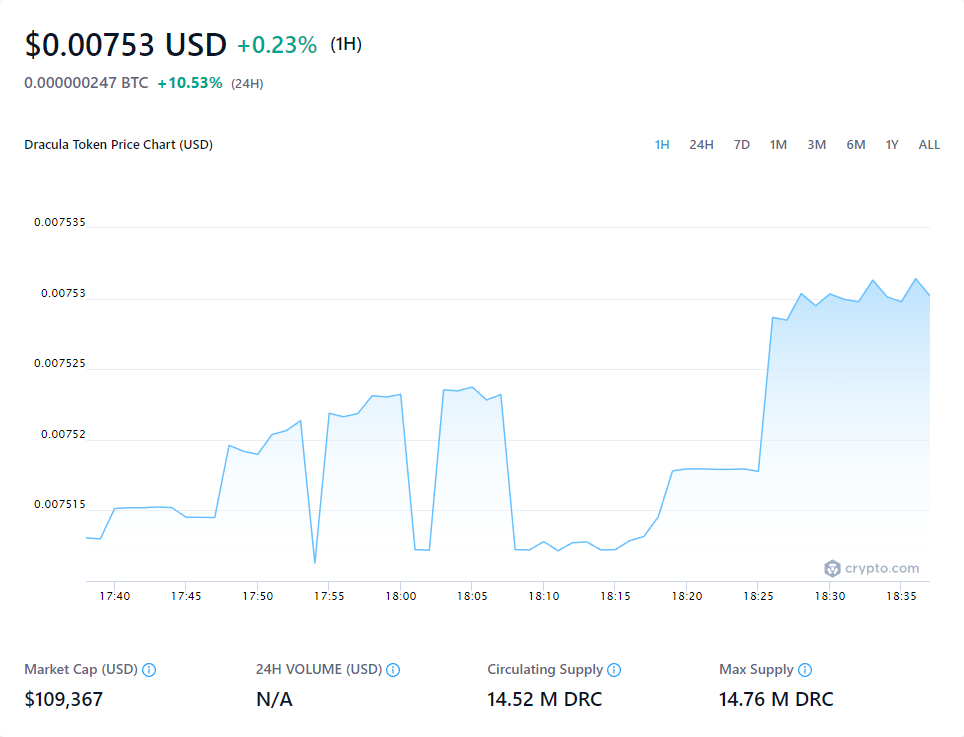 $0.00753 USD +0.23% (1H)
0.000000247 BTC +10.53% (24H)
Dracula Token Price Chart (USD)
1H 24H 7D 1M 3M 6M 1Y ALL
0.007535
0.00753
0.007525
0.00752
0.007515
crypto.com
17:40 17:45 17:50 17:55 18:00 18:05 18:10 18:15 18:20 18:25 18:30 18:35
Market Cap (USD) 24H VOLUME (USD) Circulating Supply Max Supply
$109,367 N/A 14.52 M DRC 14.76 M DRC